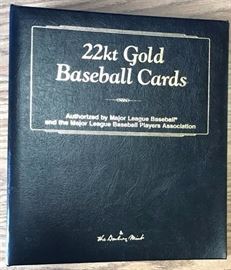 22kt Gold
Baseball Cards
Authorized by Major League Baseball®
and the Major League Baseball Players Association
The Danbury Mint